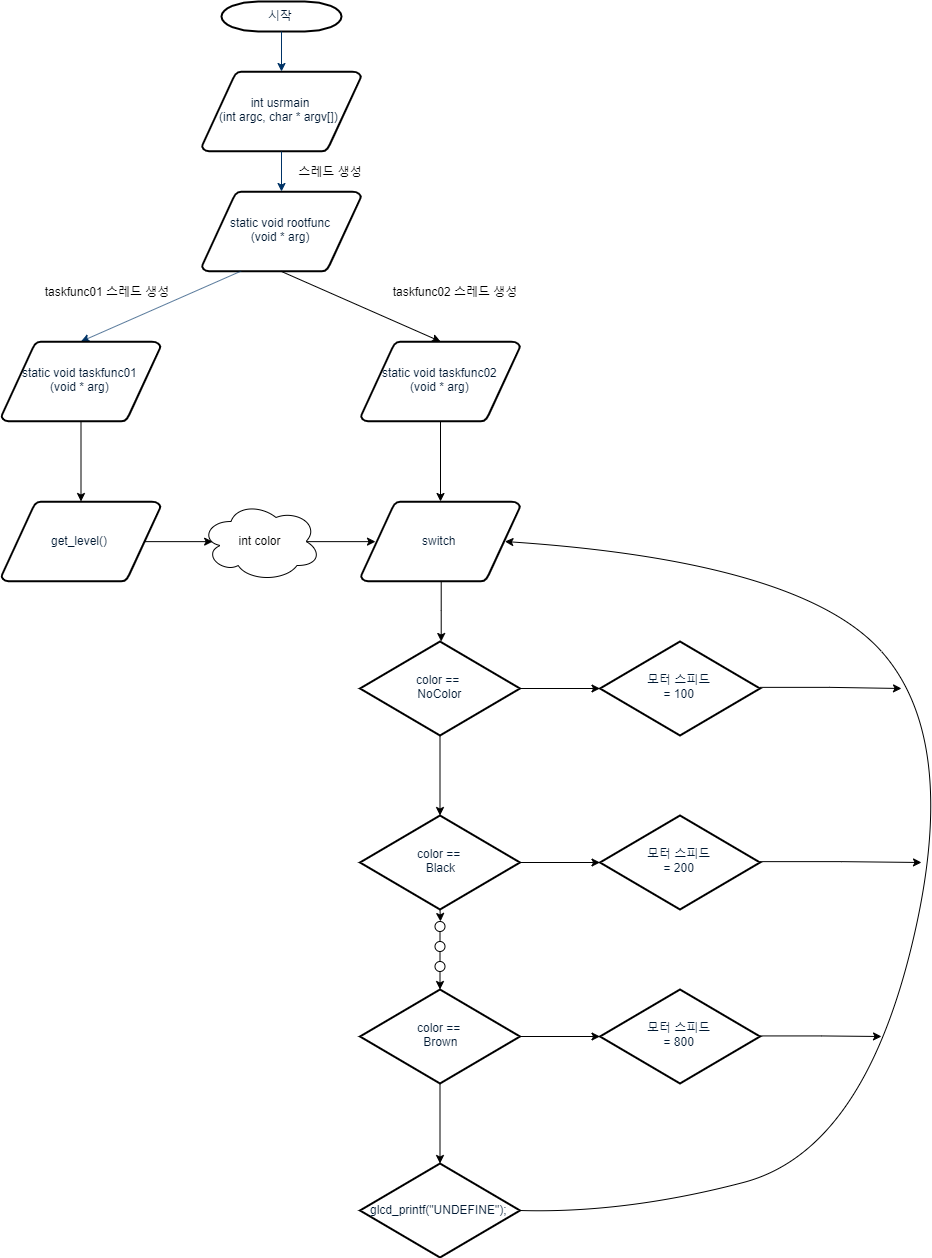 시작
int usrmain
(int argc, char * argv[])
스레드 생성
static void rootfunc
(void * arg)
taskfunc01 스레드 생성
taskfunc02 스레드 생성
static void taskfunc01
(void * arg)
static void taskfunc02
(void * arg)
get_level()
int color
switch
color ==
NoColor
모터 스피드
= 100
color ==
Black
모터 스피드
= 200
color ==
Brown
모터 스피드
= 800
glcd_printf("UNDEFINE");